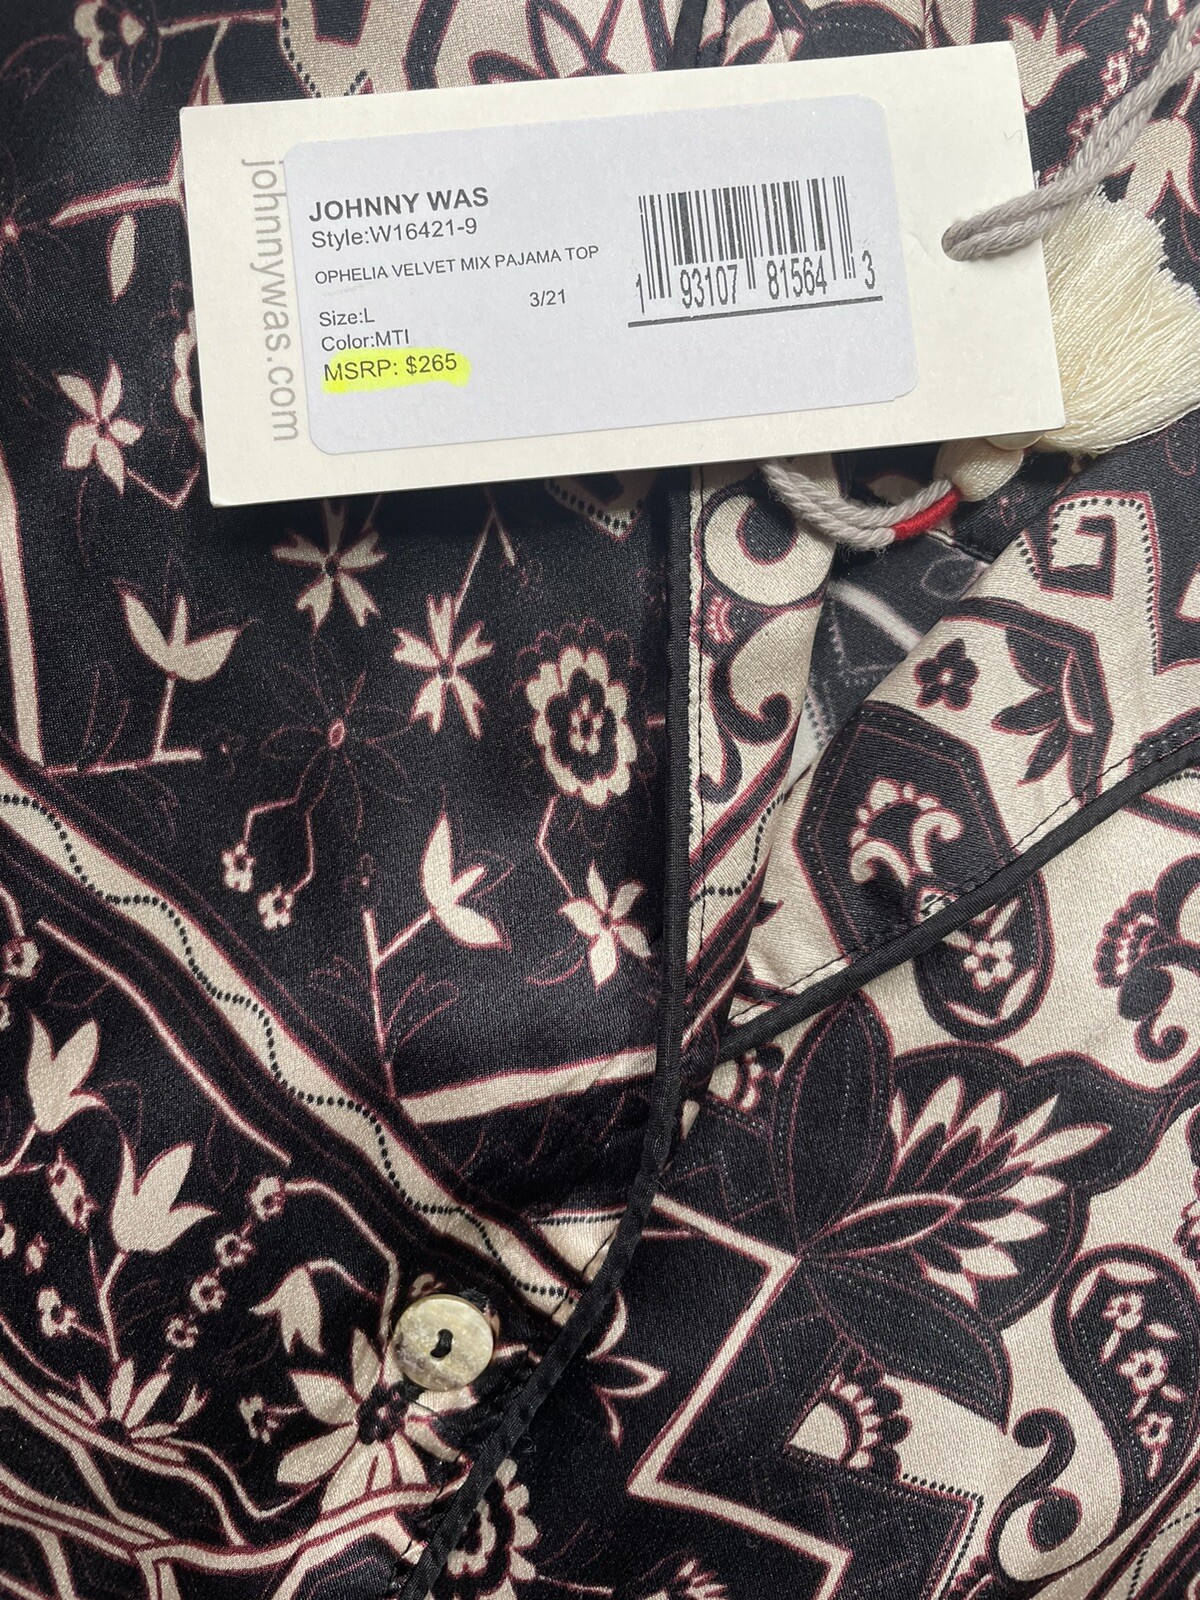 johnnywas.com
JOHNNY WAS
Style:W16421-9
OPHELIA VELVET MIX PAJAMA TOP
3/21
Size:L
Color:MTI
MSRP: $265
1 93107 81564 3